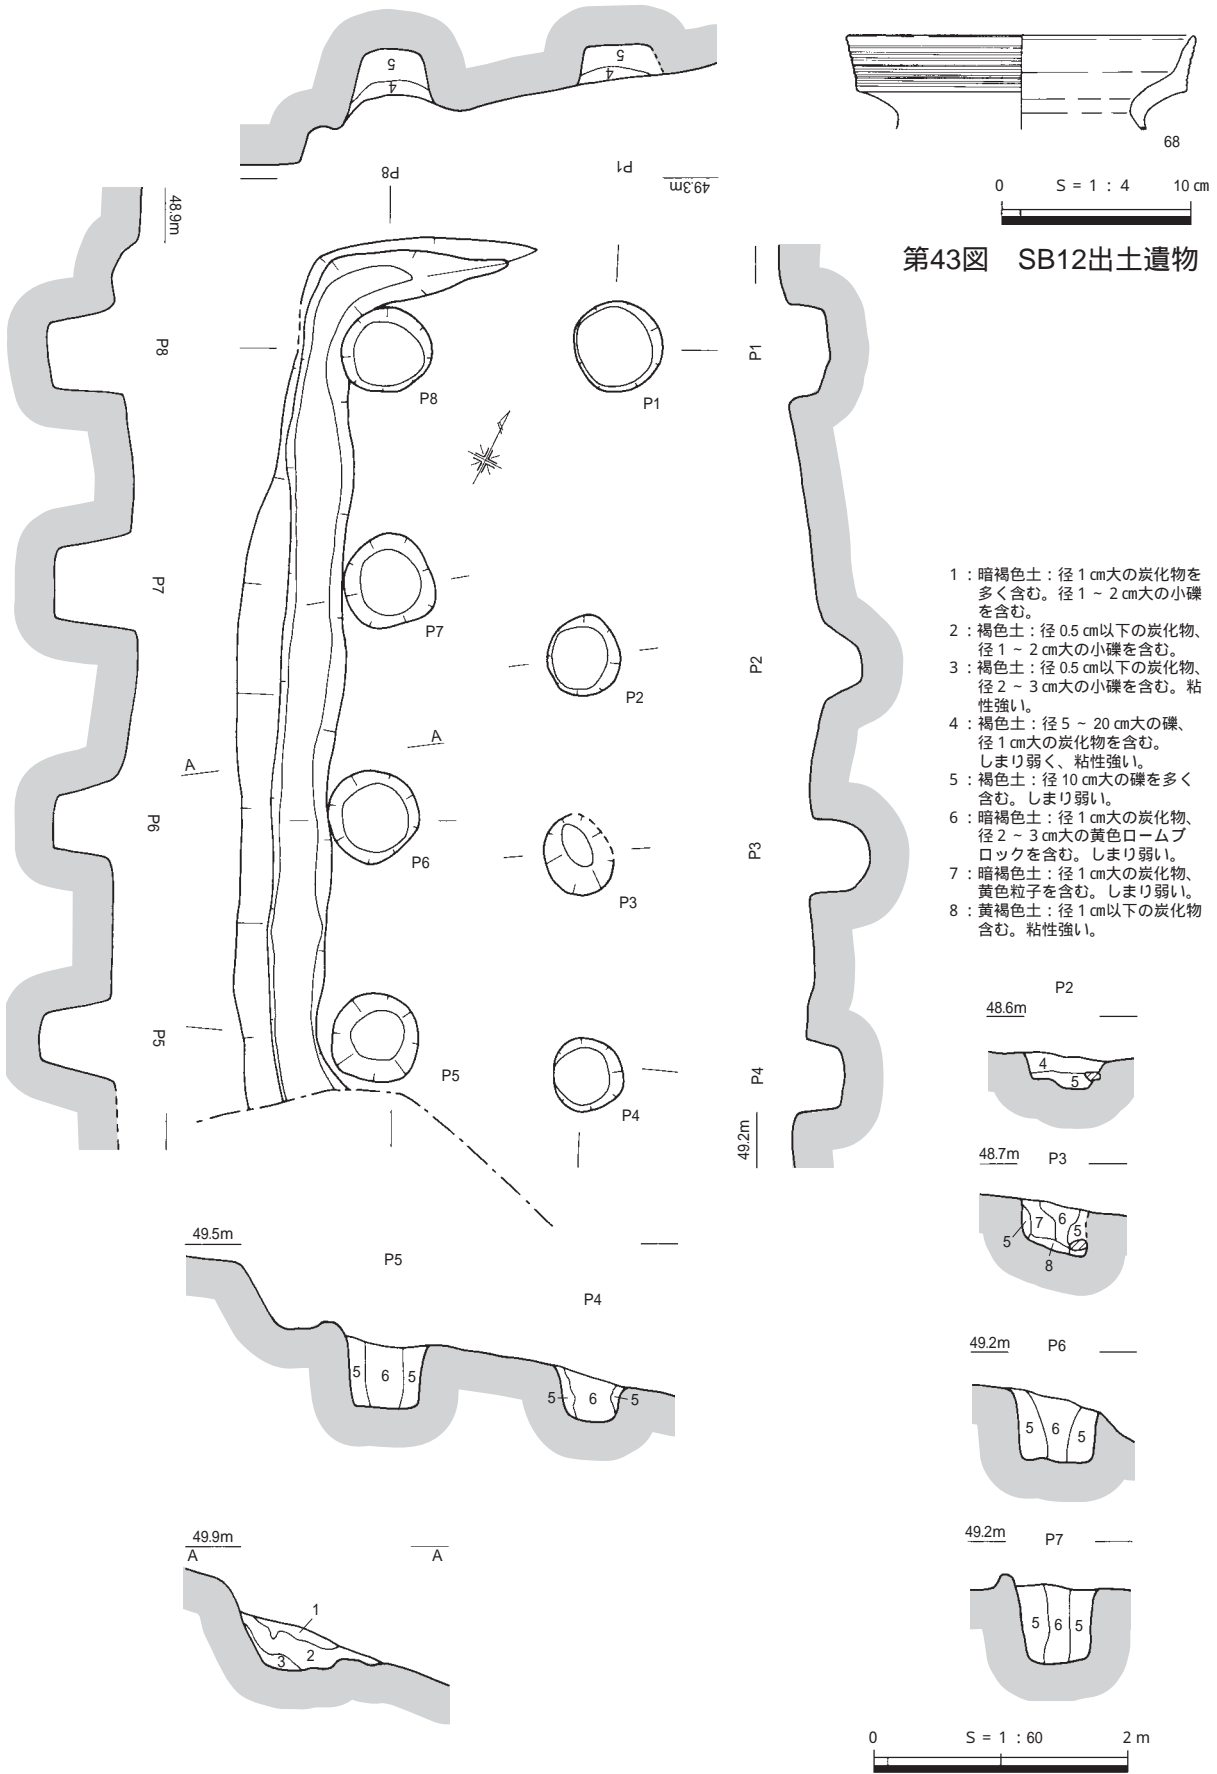 5
4
5
4
P8
P1
49.3m
68
0 S = 1 : 4 10 ㎝
第43図 SB12出土遺物
48.9m
P8
P7
P6
P5
P8
P1
P7
P2
A
A
P6
P3
P5
P4
P1
P2
P3
P4
49.2m
1 : 暗褐色土：径 1 ㎝大の炭化物を
多く含む。径 1 ~ 2 ㎝大の小礫
を含む。
2 : 褐色土：径 0.5 ㎝以下の炭化物、
径 1 ~ 2 ㎝大の小礫を含む。
3 : 褐色土：径 0.5 ㎝以下の炭化物、
径 2 ~ 3 ㎝大の小礫を含む。粘
性強い。
4 : 褐色土：径 5 ~ 20 ㎝大の礫、
径 1 ㎝大の炭化物を含む。
しまり弱く、粘性強い。
5 : 褐色土：径 10 ㎝大の礫を多く
含む。しまり弱い。
6 : 暗褐色土：径 1 ㎝大の炭化物、
径 2 ~ 3 ㎝大の黄色ロームブ
ロックを含む。しまり弱い。
7 : 暗褐色土：径 1 ㎝大の炭化物、
黄色粒子を含む。しまり弱い。
8 : 黄褐色土：径 1 ㎝以下の炭化物
含む。粘性強い。
P2
48.6m
4
5
48.7m P3
7 6 5
5
8
49.5m
P5
P4
5 6 5
5 6 5
49.2m P6
5 6 5
49.9m
A A
1
2
3
49.2m P7
5 6 5
0 S = 1 : 60 2 m